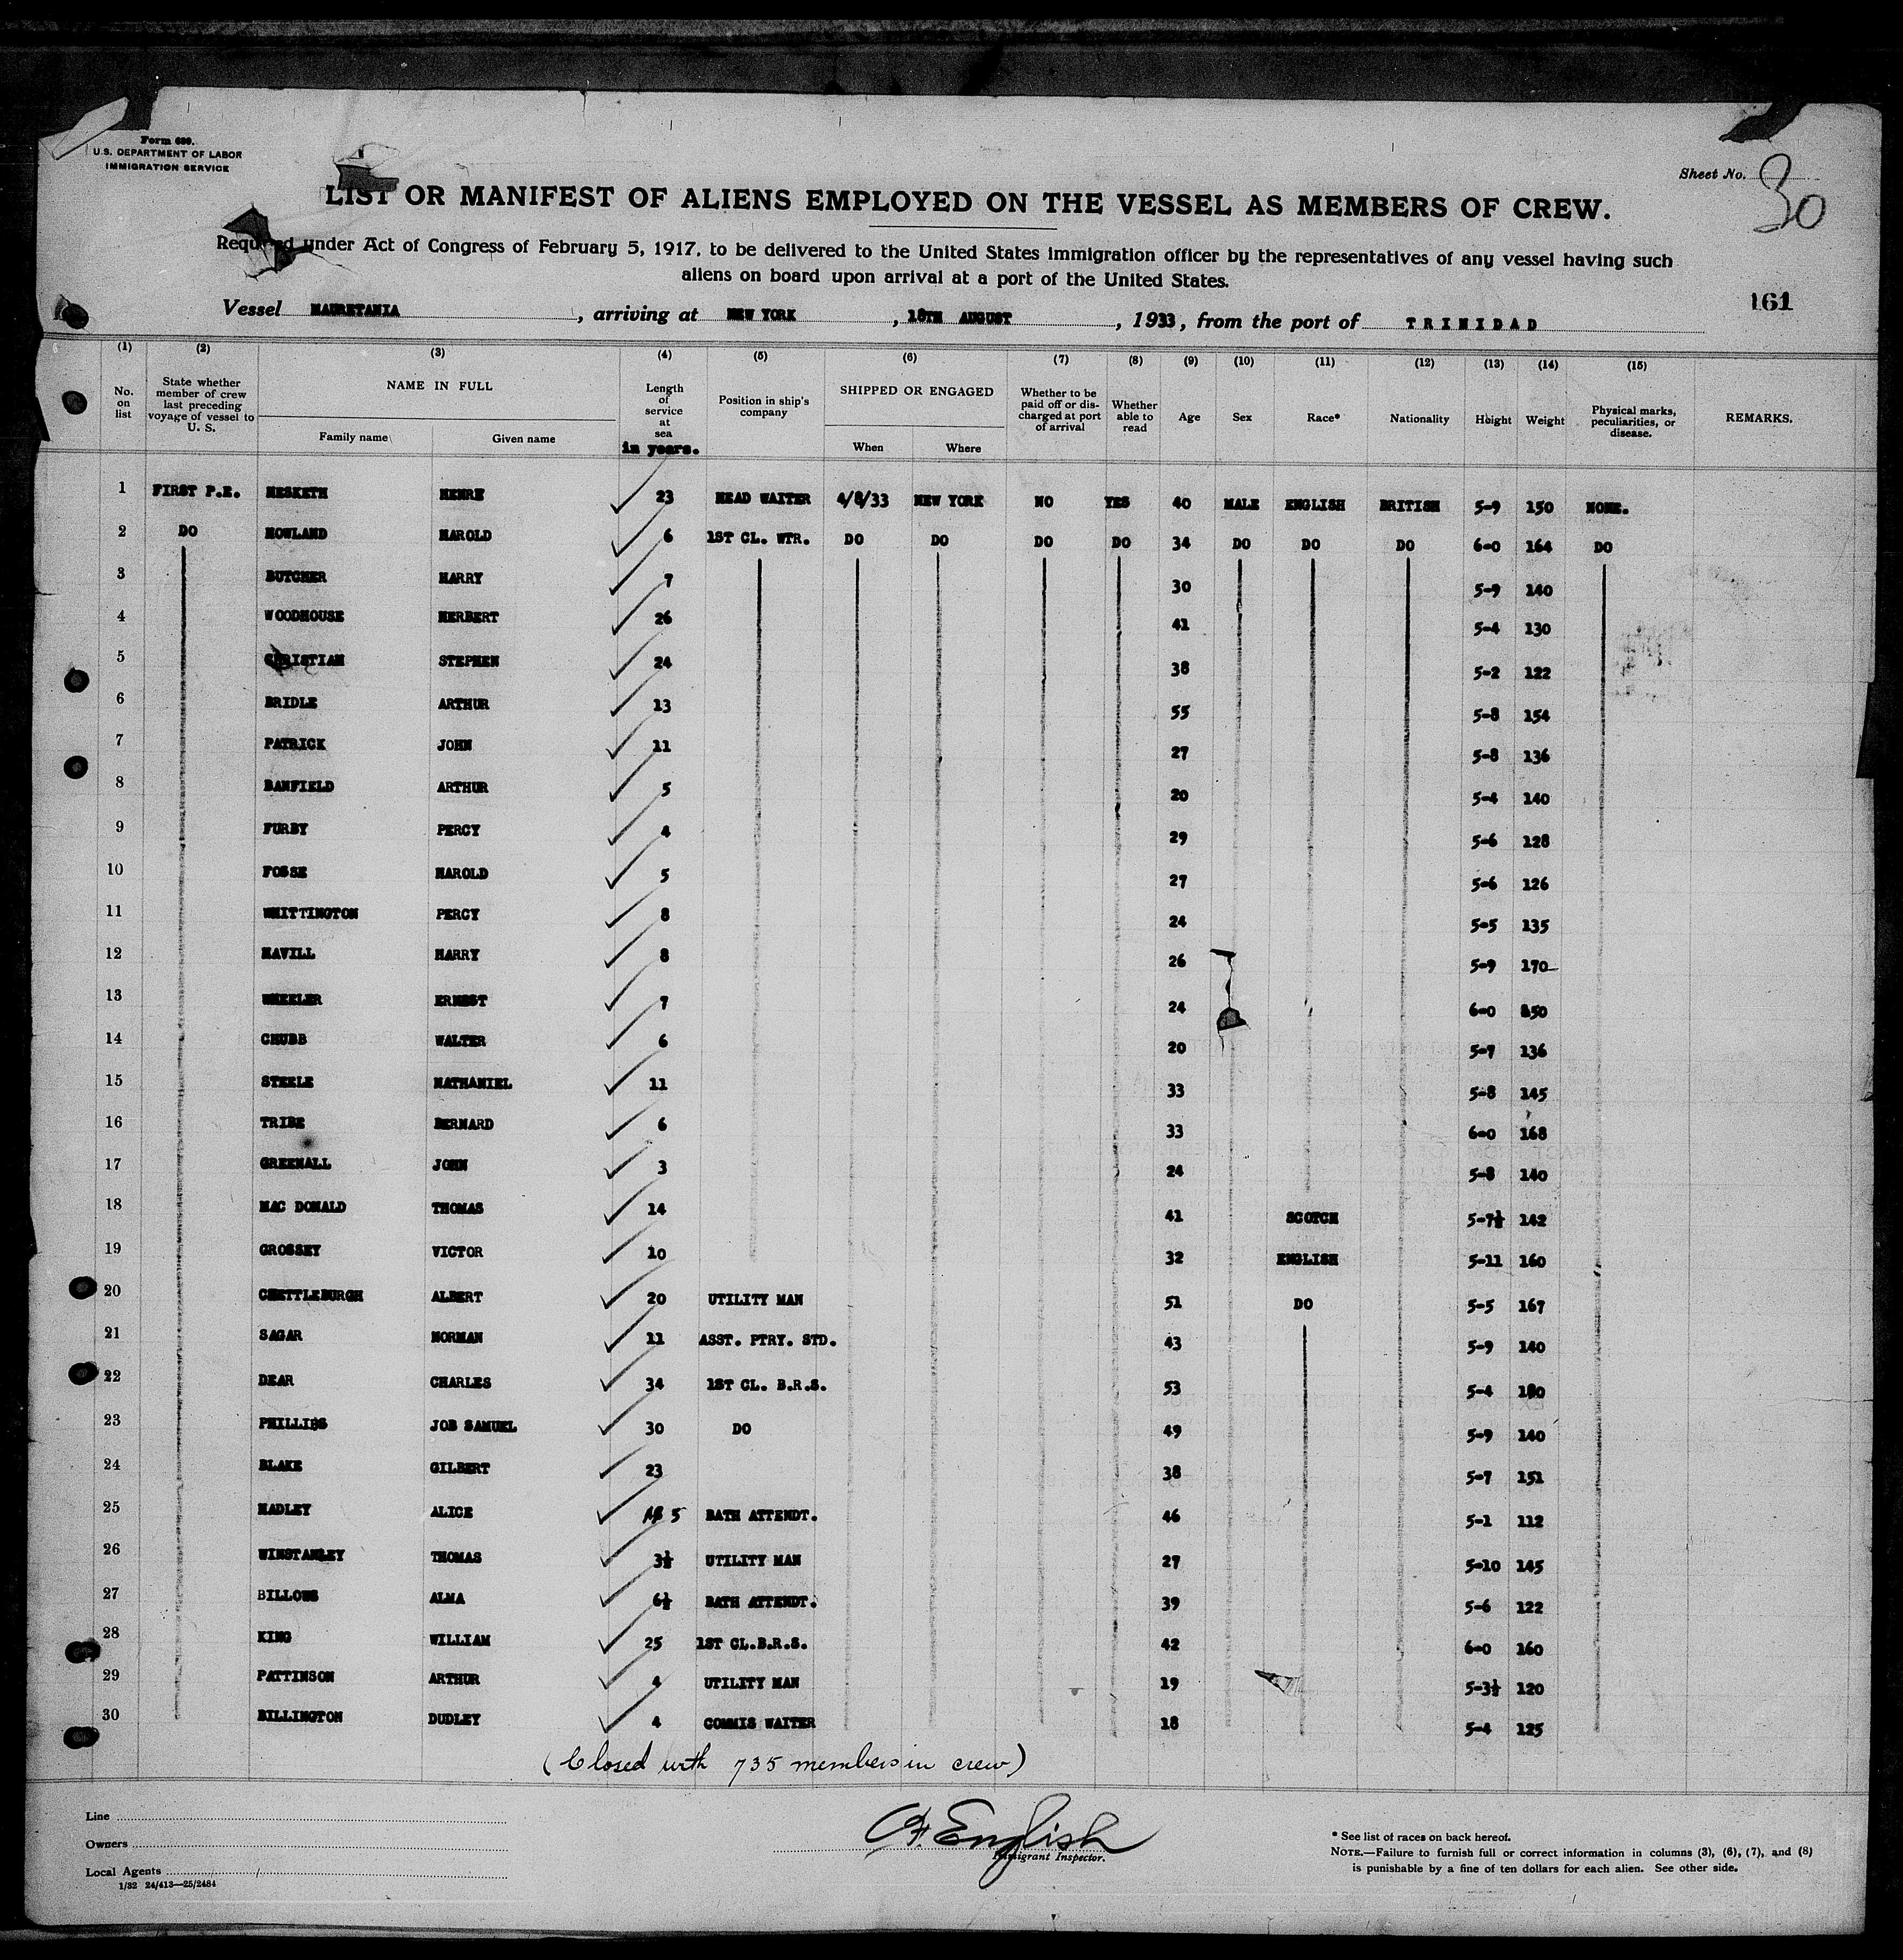 Form 680.
U.S. DEPARTMENT OF LABOR
IMMIGRATION SERVICE
Sheet No. 30
LIST OR MANIFEST OF ALIENS EMPLOYED ON THE VESSEL AS MEMBERS OF CREW.
Required under Act of Congress of February 5, 1917, to be delivered to the United States immigration officer by the representatives of any vessel having such
aliens on board upon arrival at a port of the United States.
161
Vessel MAURETANIA, arriving at NEW YORK, 18TH AUGUST, 1933, from the port of TRINIDAD
(1) (2) (3) (4) (5) (6) (7) (8) (9) (10) (11) (12) (13) (14) (15)
No. on list State whether member of crew last preceding voyage of vessel to U. S. NAME IN FULL Family name Given name Length of service at sea in years. Position in ship's company SHIPPED OR ENGAGED When Where Whether to be paid off or discharged at port of arrival Whether able to read Age Sex Race* Nationality Height Weight Physical marks, peculiarities, or disease. REMARKS.
1 FIRST P.E. HESKETH HENRY 23 HEAD WAITER 4/8/33 NEW YORK NO YES 40 MALE ENGLISH BRITISH 5-9 150 NONE.
2 DO HOWLAND HAROLD 6 1ST CL. WTR. DO DO DO DO 34 DO DO DO 6-0 164 DO
3 BUTCHER HARRY 7 30 5-9 140
4 WOODHOUSE HERBERT 26 41 5-4 130
5 CHRISTIAN STEPHEN 24 38 5-2 122
6 BRIDLE ARTHUR 13 55 5-8 154
7 PATRICK JOHN 11 27 5-8 136
8 BANFIELD ARTHUR 5 20 5-4 140
9 FURBY PERCY 4 29 5-6 128
10 FOSSE HAROLD 5 27 5-6 126
11 WHITTINGTON PERCY 8 24 5-5 135
12 HAVILL HARRY 8 26 5-9 170
13 WHEELER ERNEST 7 24 6-0
14 CHUBB WALTER 6 20 5-7 136
15 STEELE NATHANIEL 11 33 5-8 145
16 TRIBE BERNARD 6 33 6-0 168
17 GREENALL JOHN 3 24 5-8 140
18 MAC DONALD THOMAS 14 41 SCOTCH 5-7½ 142
19 GROSSEY VICTOR 10 32 ENGLISH 5-11 160
20 CHETTLEBURGH ALBERT 20 UTILITY MAN 51 DO 5-5 167
21 SAGAR NORMAN 11 ASST. PTRY. STD. 43 5-9 140
22 DEAR CHARLES 34 1ST CL. B.R.S. 53 5-4
23 PHILLIPS JOB SAMUEL 30 DO 49 5-9 140
24 BLAKE GILBERT 23 38 5-7 151
25 HADLEY ALICE 5 BATH ATTENDT. 46 5-1 112
26 WINSTANLEY THOMAS 3½ UTILITY MAN 27 5-10 145
27 BILLOWS ALMA 6½ BATH ATTENDT. 39 5-6 122
28 KING WILLIAM 25 1ST CL.B.R.S. 42 6-0 160
29 PATTINSON ARTHUR 4 UTILITY MAN 19 5-3½ 120
30 BILLINGTON DUDLEY 4 COMMIS WAITER 18 5-4 125
(Closed with 735 members in crew)
Line
Owners
Local Agents
1/32 24/413—25/2484
English
Immigrant Inspector.
* See list of races on back hereof.
NOTE.—Failure to furnish full or correct information in columns (3), (6), (7), and (8)
is punishable by a fine of ten dollars for each alien. See other side.